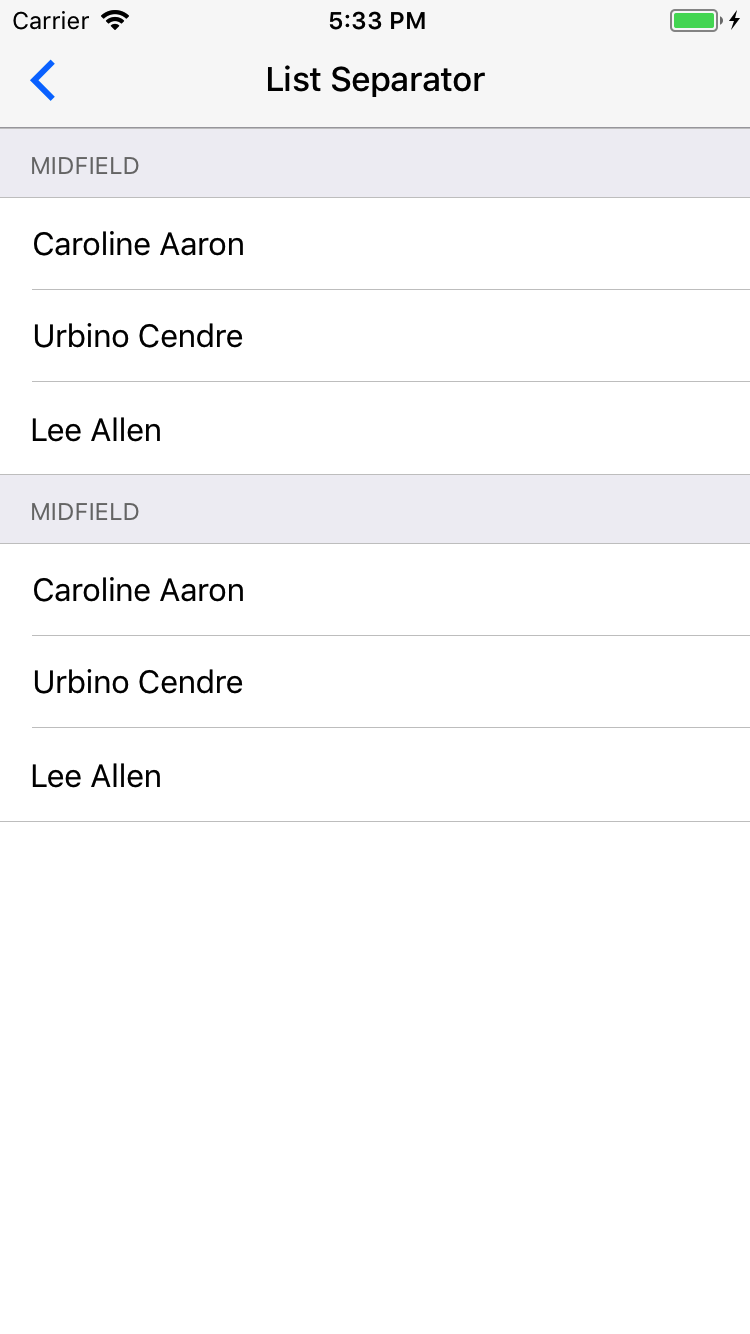 Carrier 5:33 PM
List Separator
MIDFIELD
Caroline Aaron
Urbino Cendre
Lee Allen
MIDFIELD
Caroline Aaron
Urbino Cendre
Lee Allen